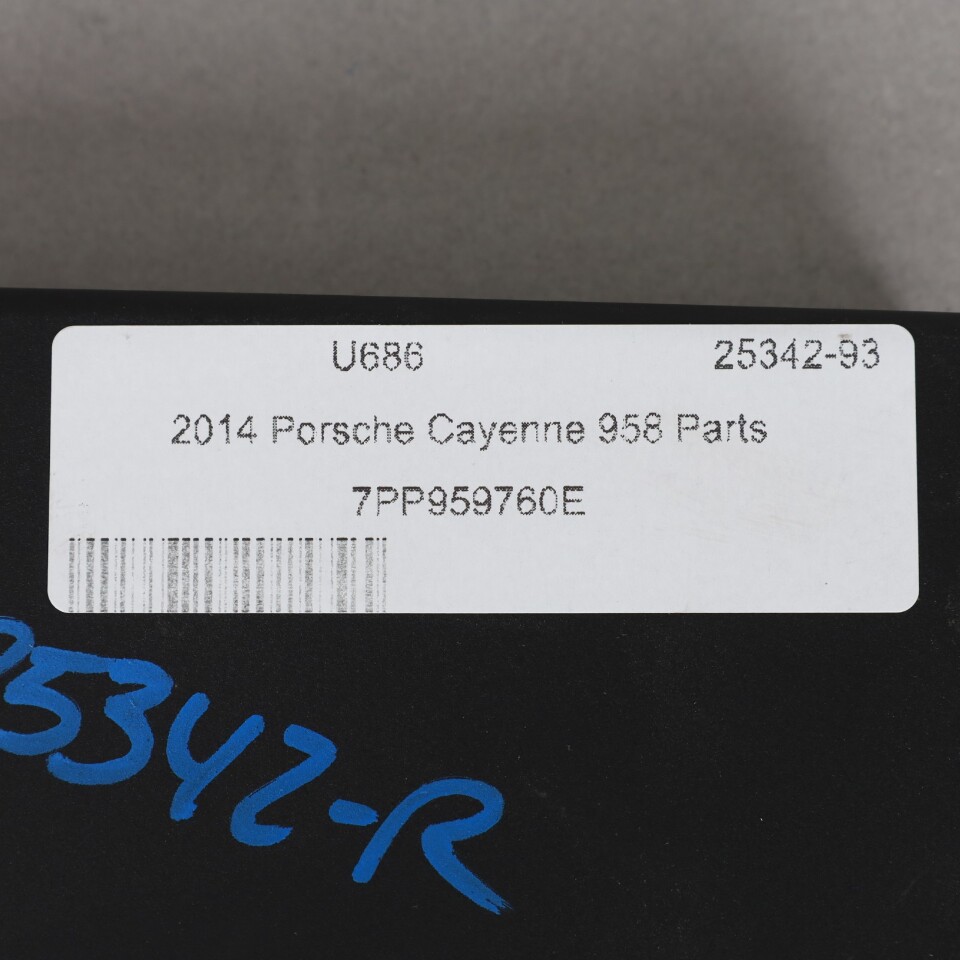 U686 25342-93
2014 Porsche Cayenne 958 Parts
7PP959760E
25342-R